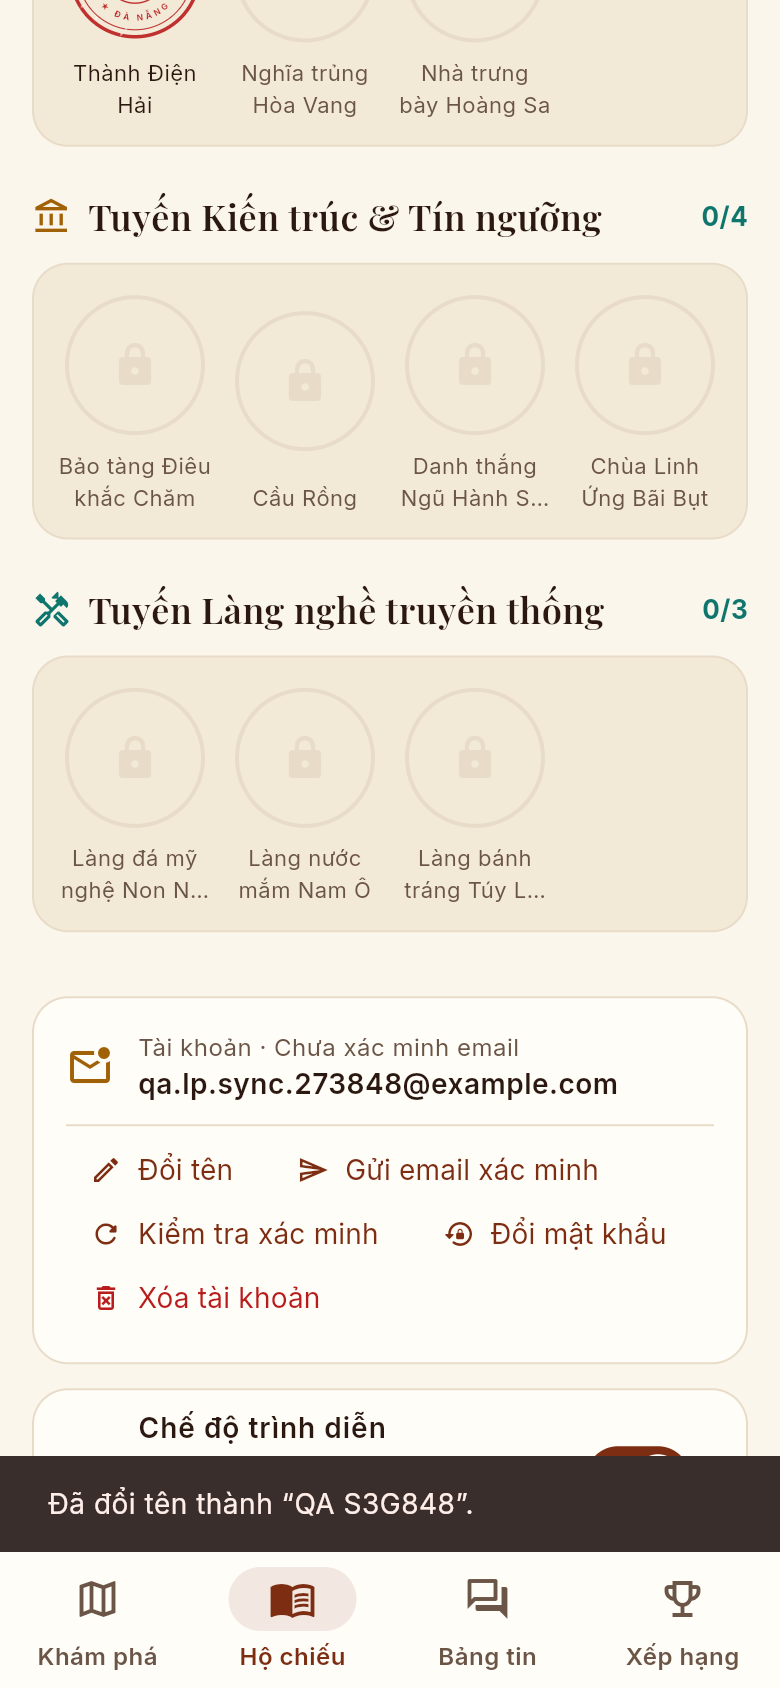 ★ ĐÀ NẴNG
Thành Điện
Hải
Nghĩa trủng
Hòa Vang
Nhà trưng
bày Hoàng Sa
Tuyến Kiến trúc & Tín ngưỡng
0/4
Bảo tàng Điêu
khắc Chăm
Cầu Rồng
Danh thắng
Ngũ Hành S...
Chùa Linh
Ứng Bãi Bụt
Tuyến Làng nghề truyền thống
0/3
Làng đá mỹ
nghệ Non N...
Làng nước
mắm Nam Ô
Làng bánh
tráng Túy L...
Tài khoản · Chưa xác minh email
qa.lp.sync.273848@example.com
Đổi tên
Gửi email xác minh
Kiểm tra xác minh
Đổi mật khẩu
Xóa tài khoản
Chế độ trình diễn
Đã đổi tên thành “QA S3G848”.
Khám phá
Hộ chiếu
Bảng tin
Xếp hạng